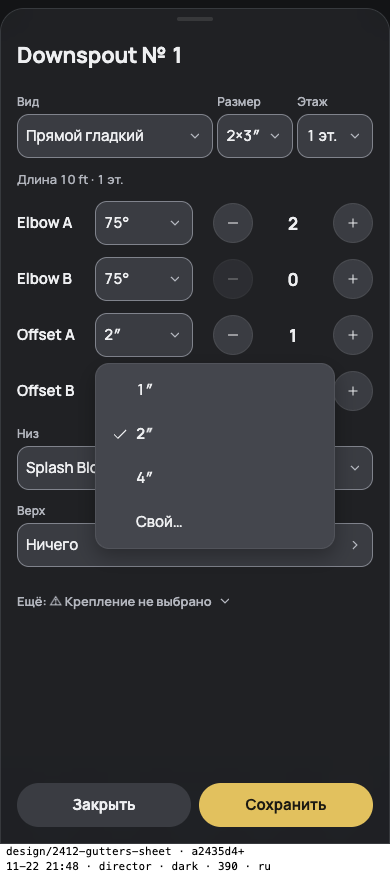 Downspout № 1
Вид Размер Этаж
Прямой гладкий 2×3″ 1 эт.
Длина 10 ft · 1 эт.
Elbow A 75° − 2 +
Elbow B 75° − 0 +
Offset A 2″ − 1 +
Offset B +
1″
✓ 2″
4″
Свой…
Низ
Splash Blo
Верх
Ничего
Ещё: ⚠ Крепление не выбрано
Закрыть Сохранить
design/2412-gutters-sheet · a2435d4+
11-22 21:48 · director · dark · 390 · ru